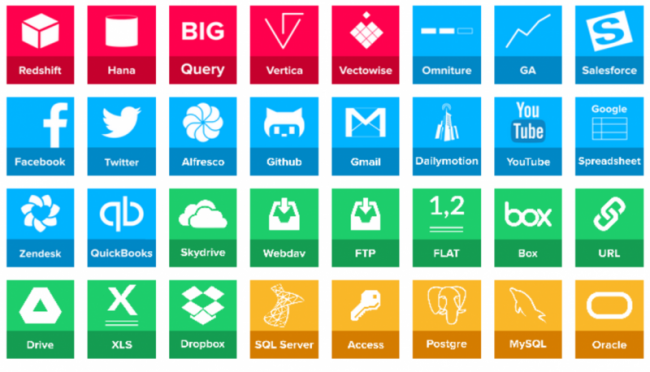 BIG
Redshift Hana Query Vertica Vectowise Omniture GA Salesforce
f You Tube Google
Facebook Twitter Alfresco Github Gmail Dailymotion YouTube Spreadsheet
qb 1,2 box
Zendesk QuickBooks Skydrive Webdav FTP FLAT Box URL
X
Drive XLS Dropbox SQL Server Access Postgre MySQL Oracle